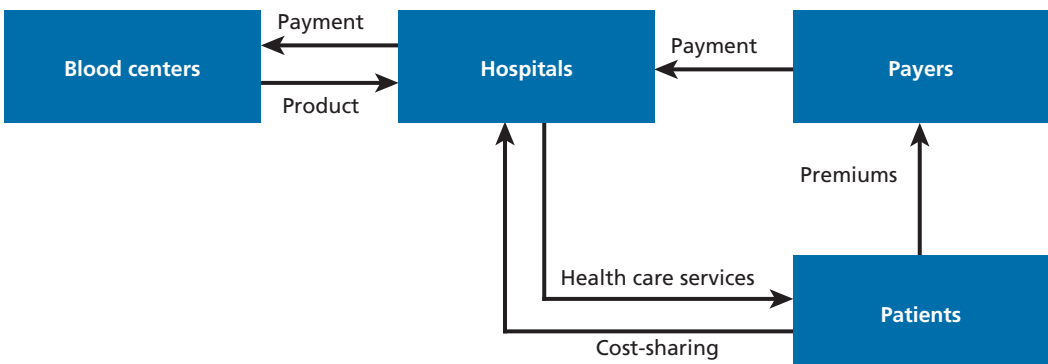 Payment
Blood centers
Product
Hospitals
Payment
Payers
Premiums
Health care services
Patients
Cost-sharing